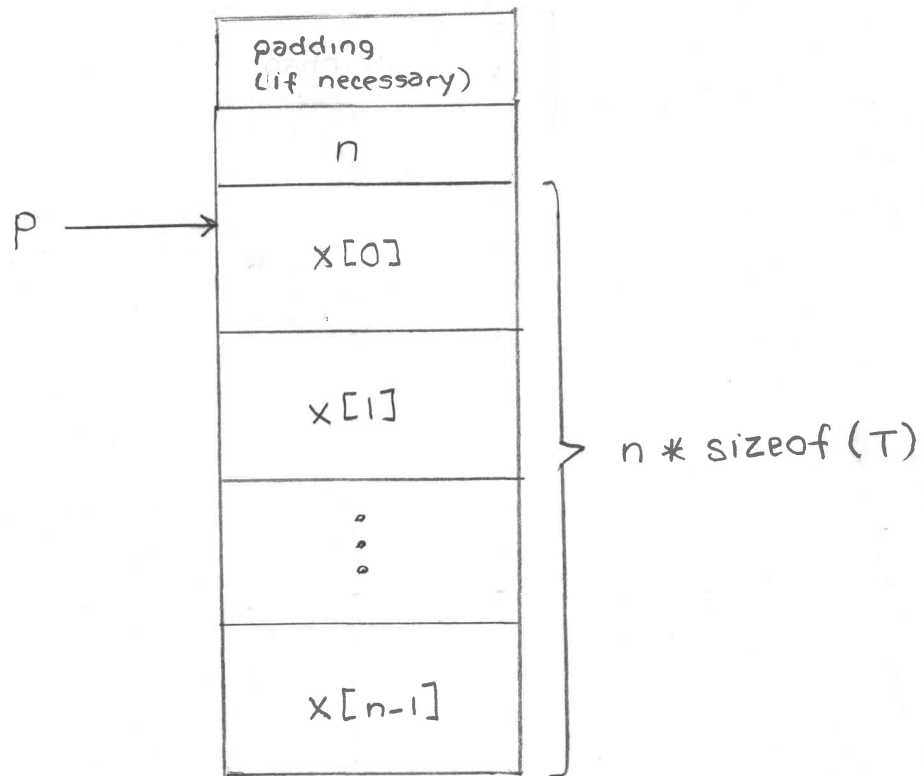 padding
(if necessary)
n
p
x[0]
x[1]
n * sizeof(T)
x[n-1]